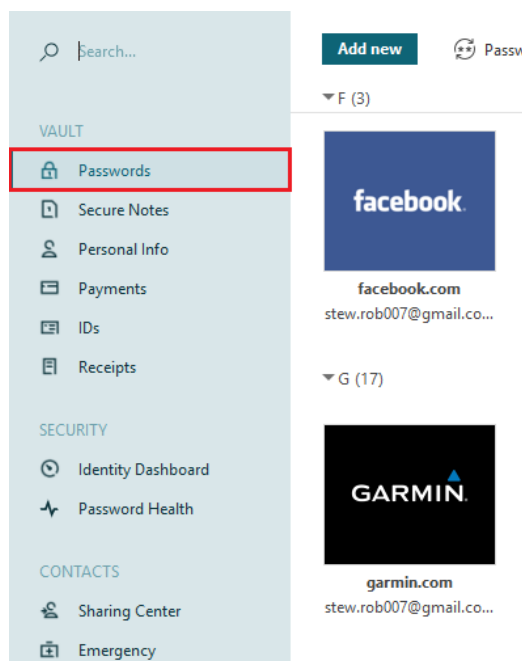 Search...
VAULT
Passwords
Secure Notes
Personal Info
Payments
IDs
Receipts
SECURITY
Identity Dashboard
Password Health
CONTACTS
Sharing Center
Emergency
Add new
F (3)
facebook.
facebook.com
stew.rob007@gmail.co...
G (17)
GARMIN.
garmin.com
stew.rob007@gmail.co...